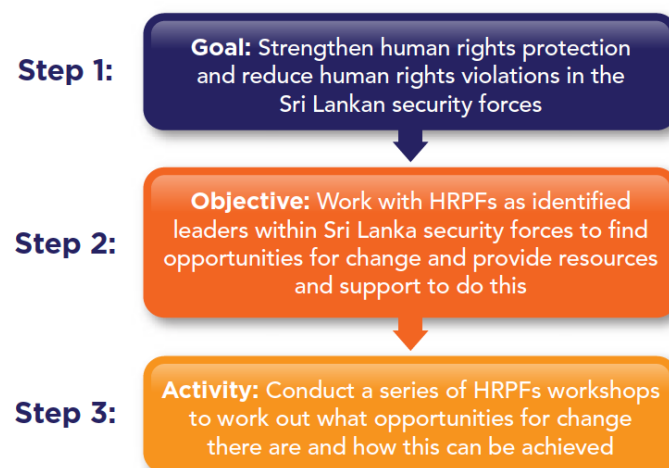 Step 1:
Goal: Strengthen human rights protection
and reduce human rights violations in the
Sri Lankan security forces
Step 2:
Objective: Work with HRPFs as identified
leaders within Sri Lanka security forces to find
opportunities for change and provide resources
and support to do this
Step 3:
Activity: Conduct a series of HRPFs workshops
to work out what opportunities for change
there are and how this can be achieved